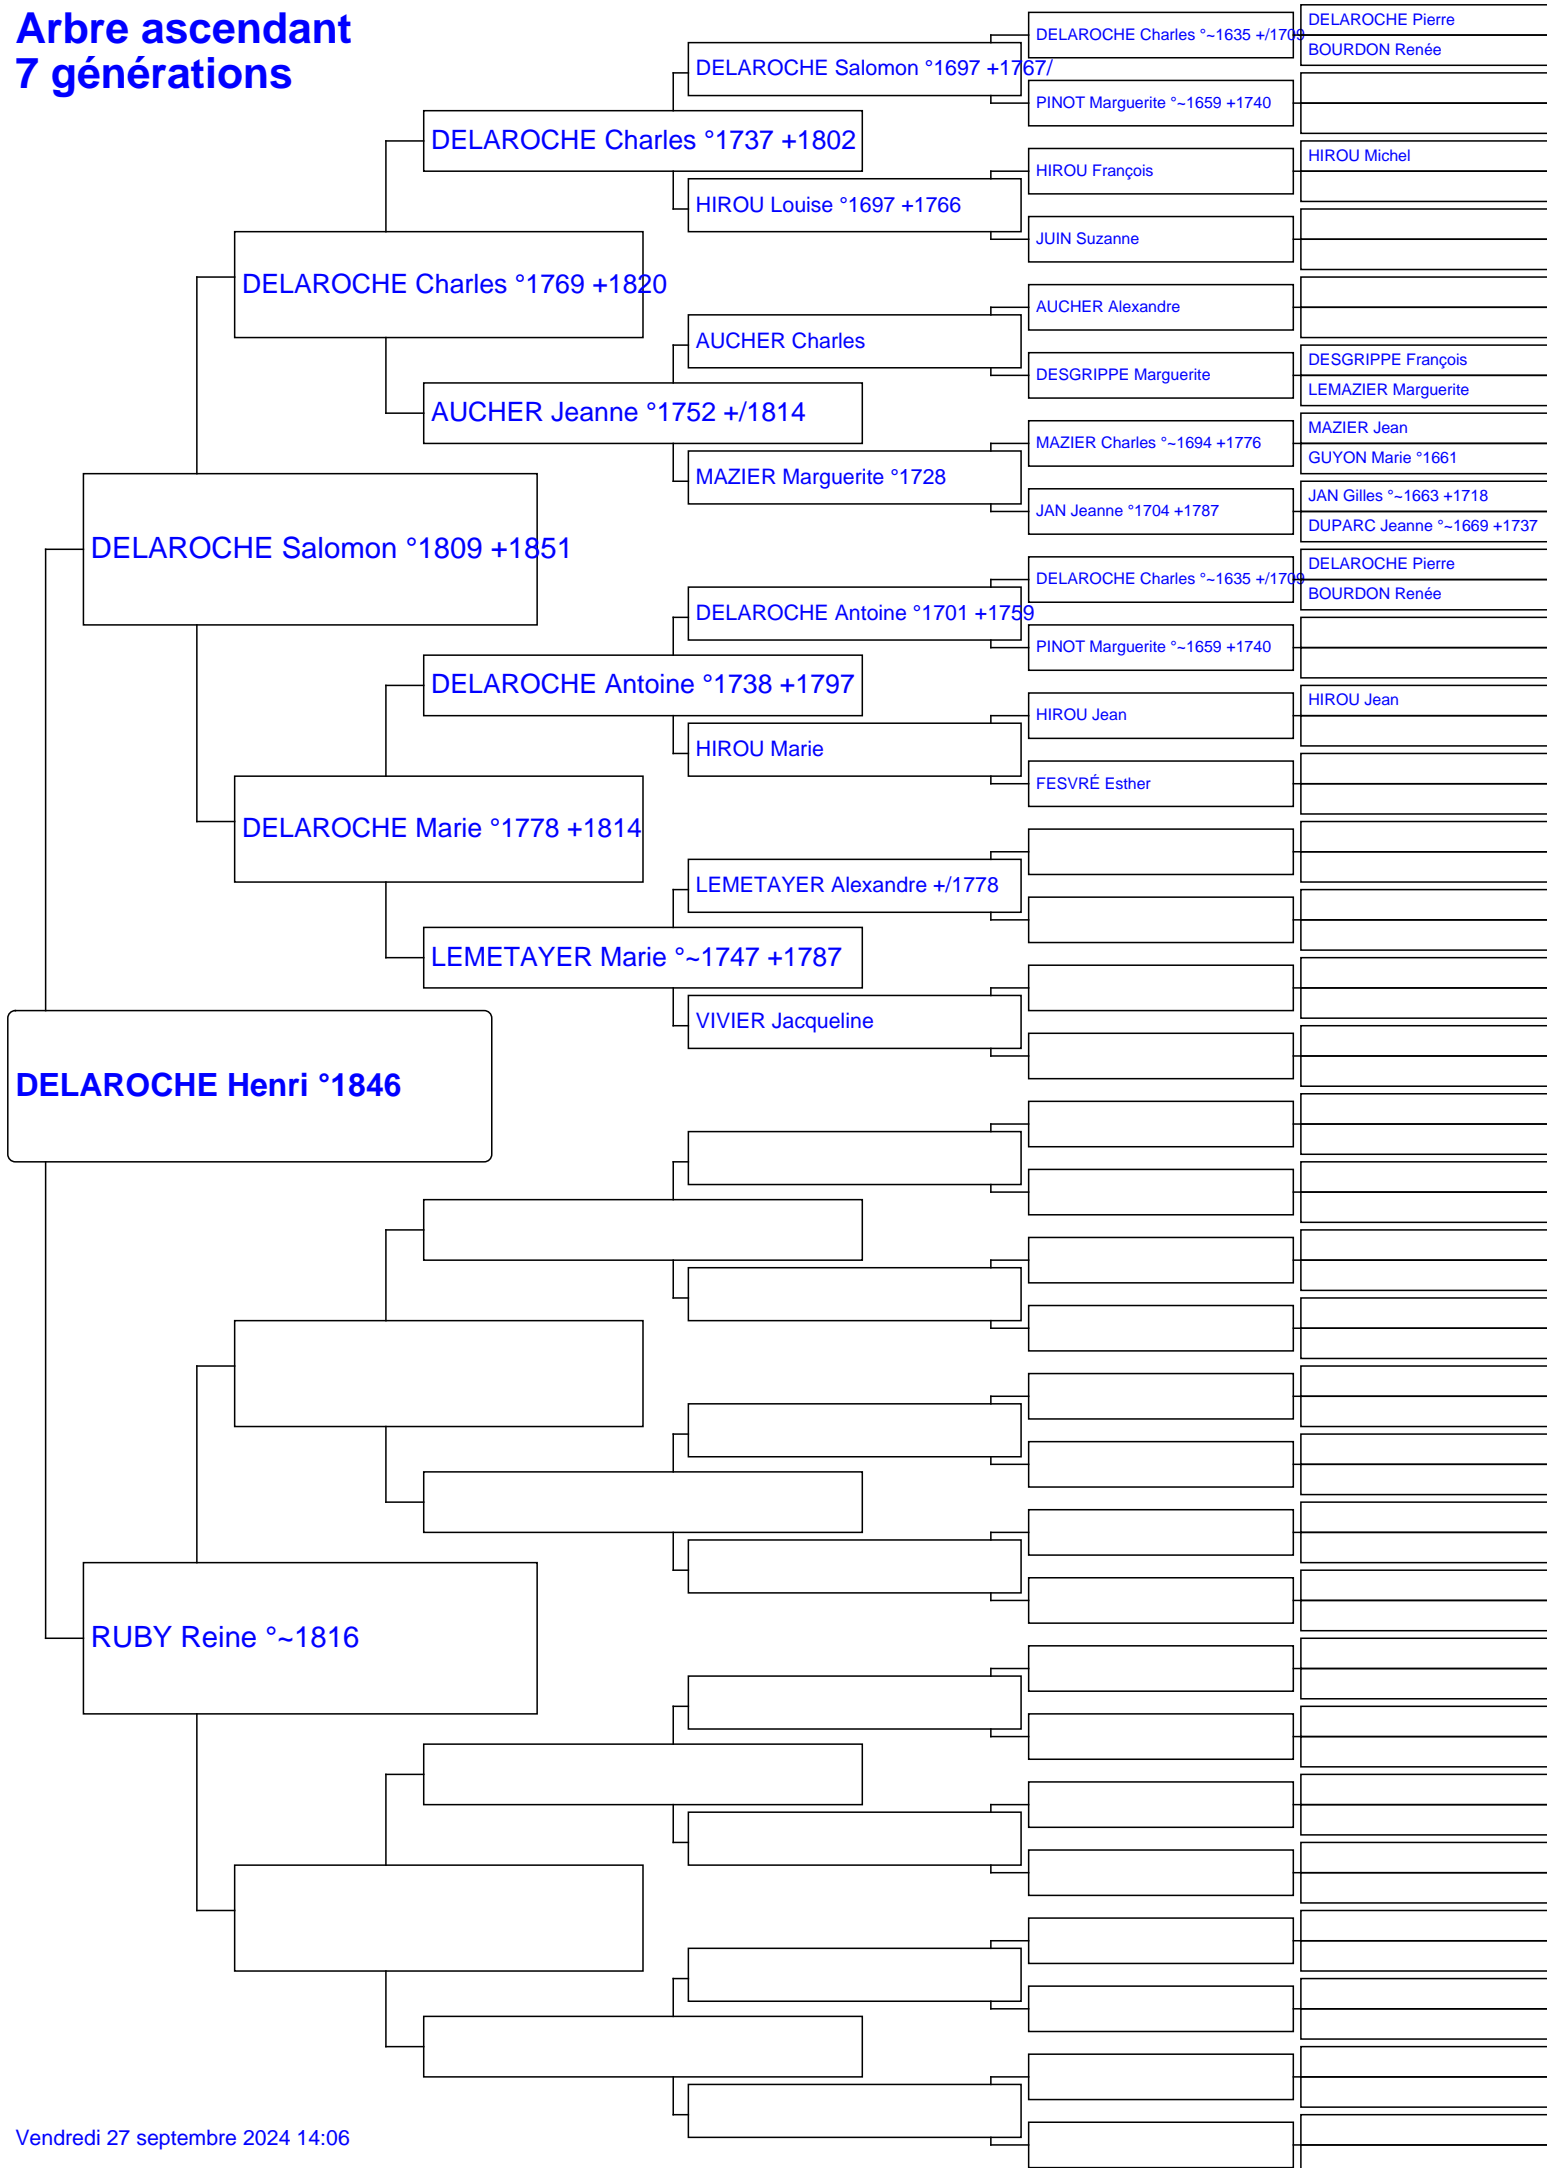 Arbre ascendant
7 générations
DELAROCHE Henri °1846
DELAROCHE Salomon °1809 +1851
RUBY Reine °~1816
DELAROCHE Charles °1769 +1820
DELAROCHE Marie °1778 +1814
DELAROCHE Charles °1737 +1802
AUCHER Jeanne °1752 +/1814
DELAROCHE Antoine °1738 +1797
LEMETAYER Marie °~1747 +1787
DELAROCHE Salomon °1697 +1767/
HIROU Louise °1697 +1766
AUCHER Charles
MAZIER Marguerite °1728
DELAROCHE Antoine °1701 +1759
HIROU Marie
LEMETAYER Alexandre +/1778
VIVIER Jacqueline
DELAROCHE Charles °~1635 +/1709
PINOT Marguerite °~1659 +1740
HIROU François
JUIN Suzanne
AUCHER Alexandre
DESGRIPPE Marguerite
MAZIER Charles °~1694 +1776
JAN Jeanne °1704 +1787
DELAROCHE Charles °~1635 +/1709
PINOT Marguerite °~1659 +1740
HIROU Jean
FESVRÉ Esther
DELAROCHE Pierre
BOURDON Renée
HIROU Michel
DESGRIPPE François
LEMAZIER Marguerite
MAZIER Jean
GUYON Marie °1661
JAN Gilles °~1663 +1718
DUPARC Jeanne °~1669 +1737
DELAROCHE Pierre
BOURDON Renée
HIROU Jean
Vendredi 27 septembre 2024 14:06